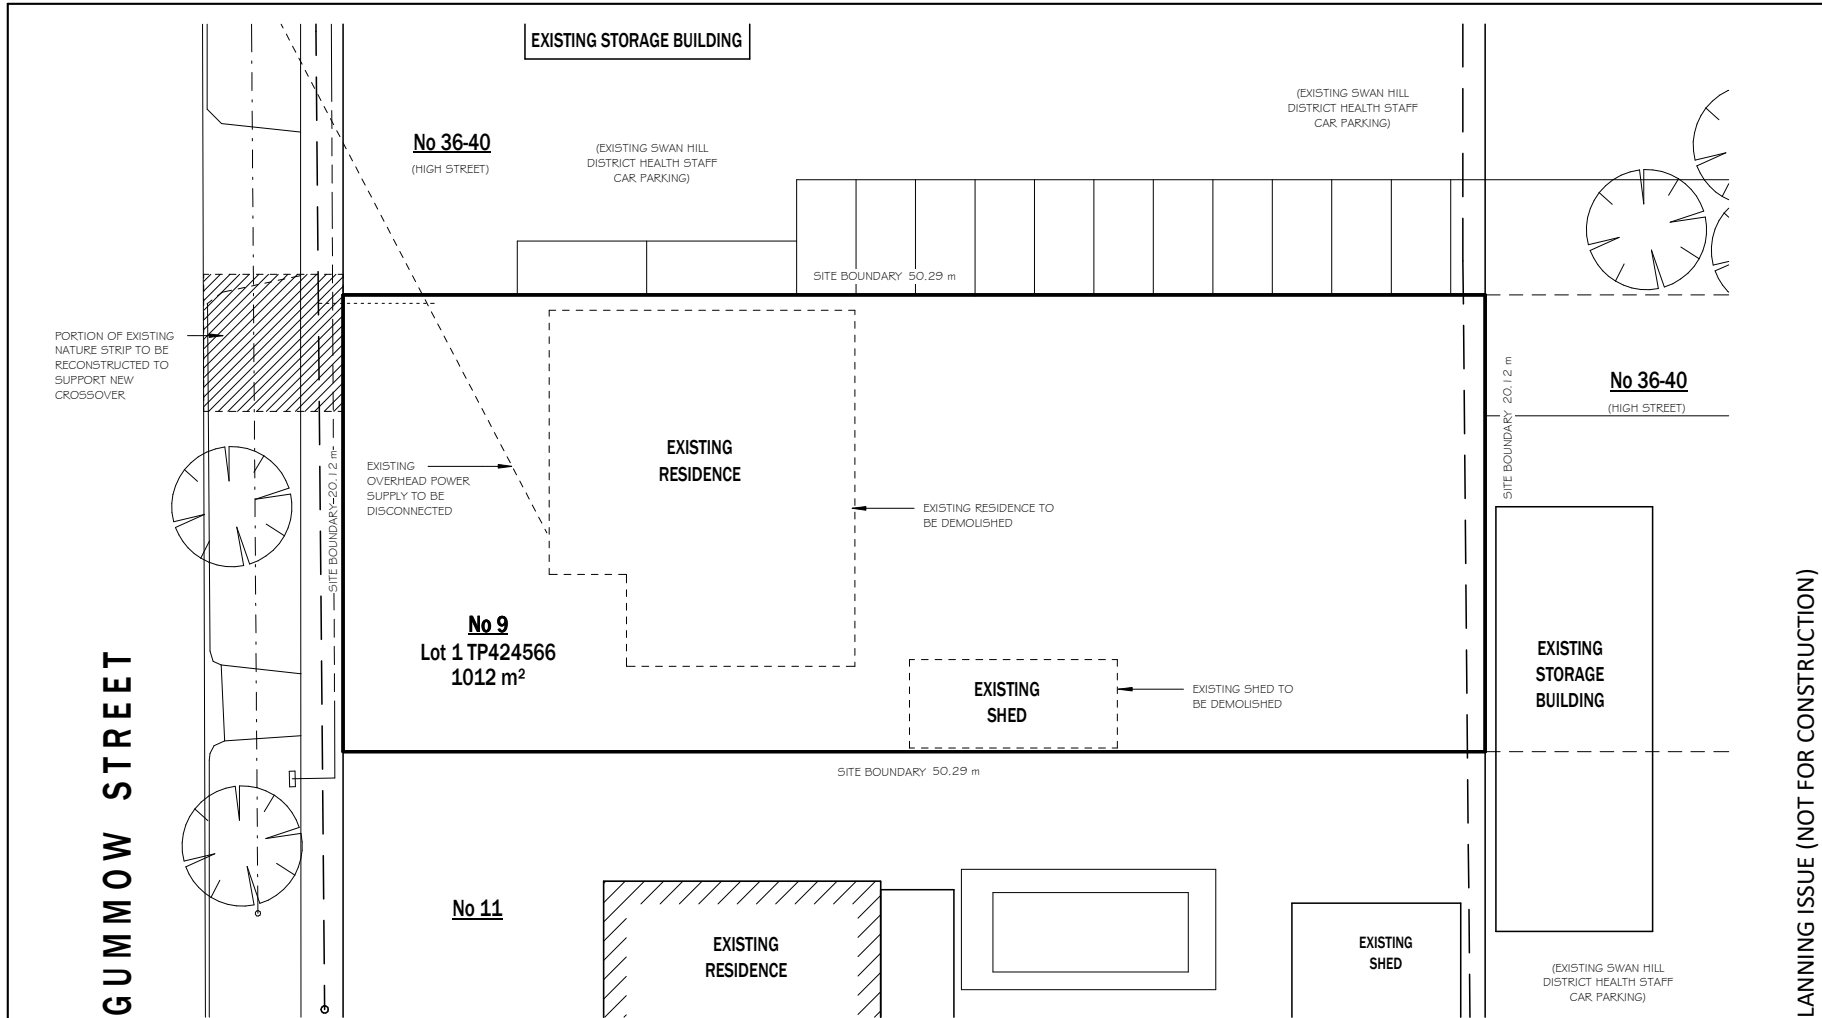 EXISTING STORAGE BUILDING
(EXISTING SWAN HILL
DISTRICT HEALTH STAFF
CAR PARKING)
No 36-40
(HIGH STREET)
(EXISTING SWAN HILL
DISTRICT HEALTH STAFF
CAR PARKING)
SITE BOUNDARY 50.29 m
PORTION OF EXISTING
NATURE STRIP TO BE
RECONSTRUCTED TO
SUPPORT NEW
CROSSOVER
SITE BOUNDARY 20.12 m
No 36-40
(HIGH STREET)
EXISTING
RESIDENCE
EXISTING
OVERHEAD POWER
SUPPLY TO BE
DISCONNECTED
SITE BOUNDARY 20.12 m
EXISTING RESIDENCE TO
BE DEMOLISHED
No 9
Lot 1 TP424566
1012 m²
EXISTING
SHED
EXISTING SHED TO
BE DEMOLISHED
EXISTING
STORAGE
BUILDING
SITE BOUNDARY 50.29 m
GUMMOW STREET
No 11
EXISTING
RESIDENCE
EXISTING
SHED
(EXISTING SWAN HILL
DISTRICT HEALTH STAFF
CAR PARKING)
LANNING ISSUE (NOT FOR CONSTRUCTION)